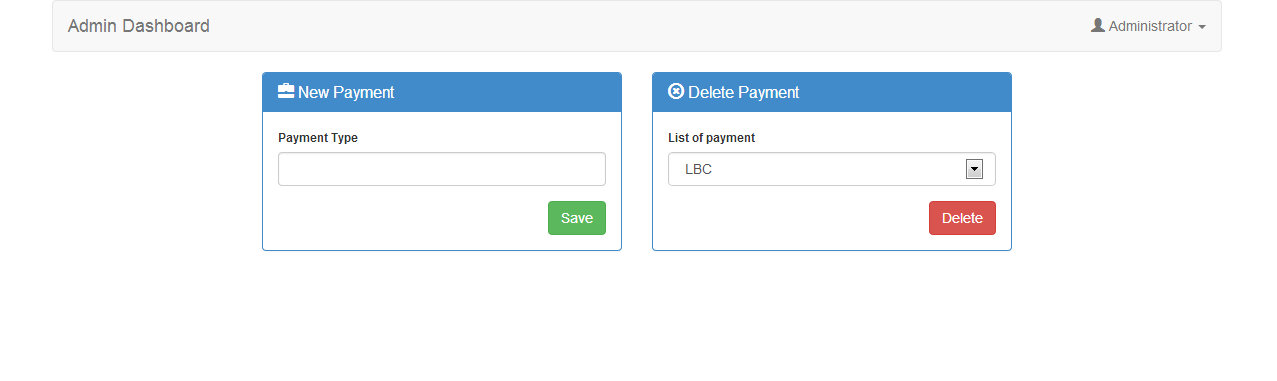 Admin Dashboard
Administrator
New Payment
Payment Type
Save
Delete Payment
List of payment
LBC
Delete